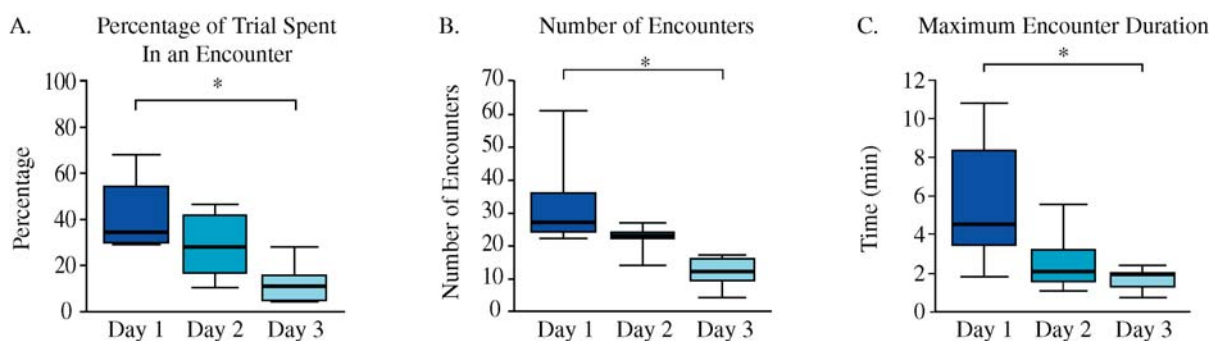 A. Percentage of Trial Spent
In an Encounter
100
80
60
40
20
0
Percentage
*
Day 1 Day 2 Day 3
B. Number of Encounters
70
60
50
40
30
20
10
0
Number of Encounters
*
Day 1 Day 2 Day 3
C. Maximum Encounter Duration
12
10
8
6
4
2
0
Time (min)
*
Day 1 Day 2 Day 3